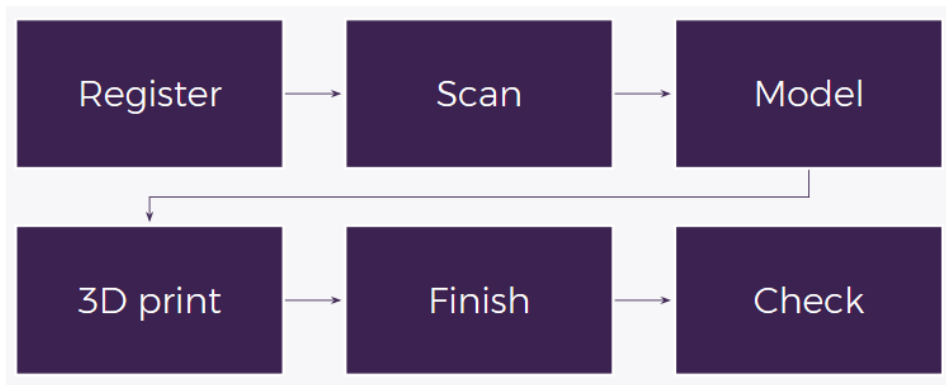 Register
Scan
Model
3D print
Finish
Check